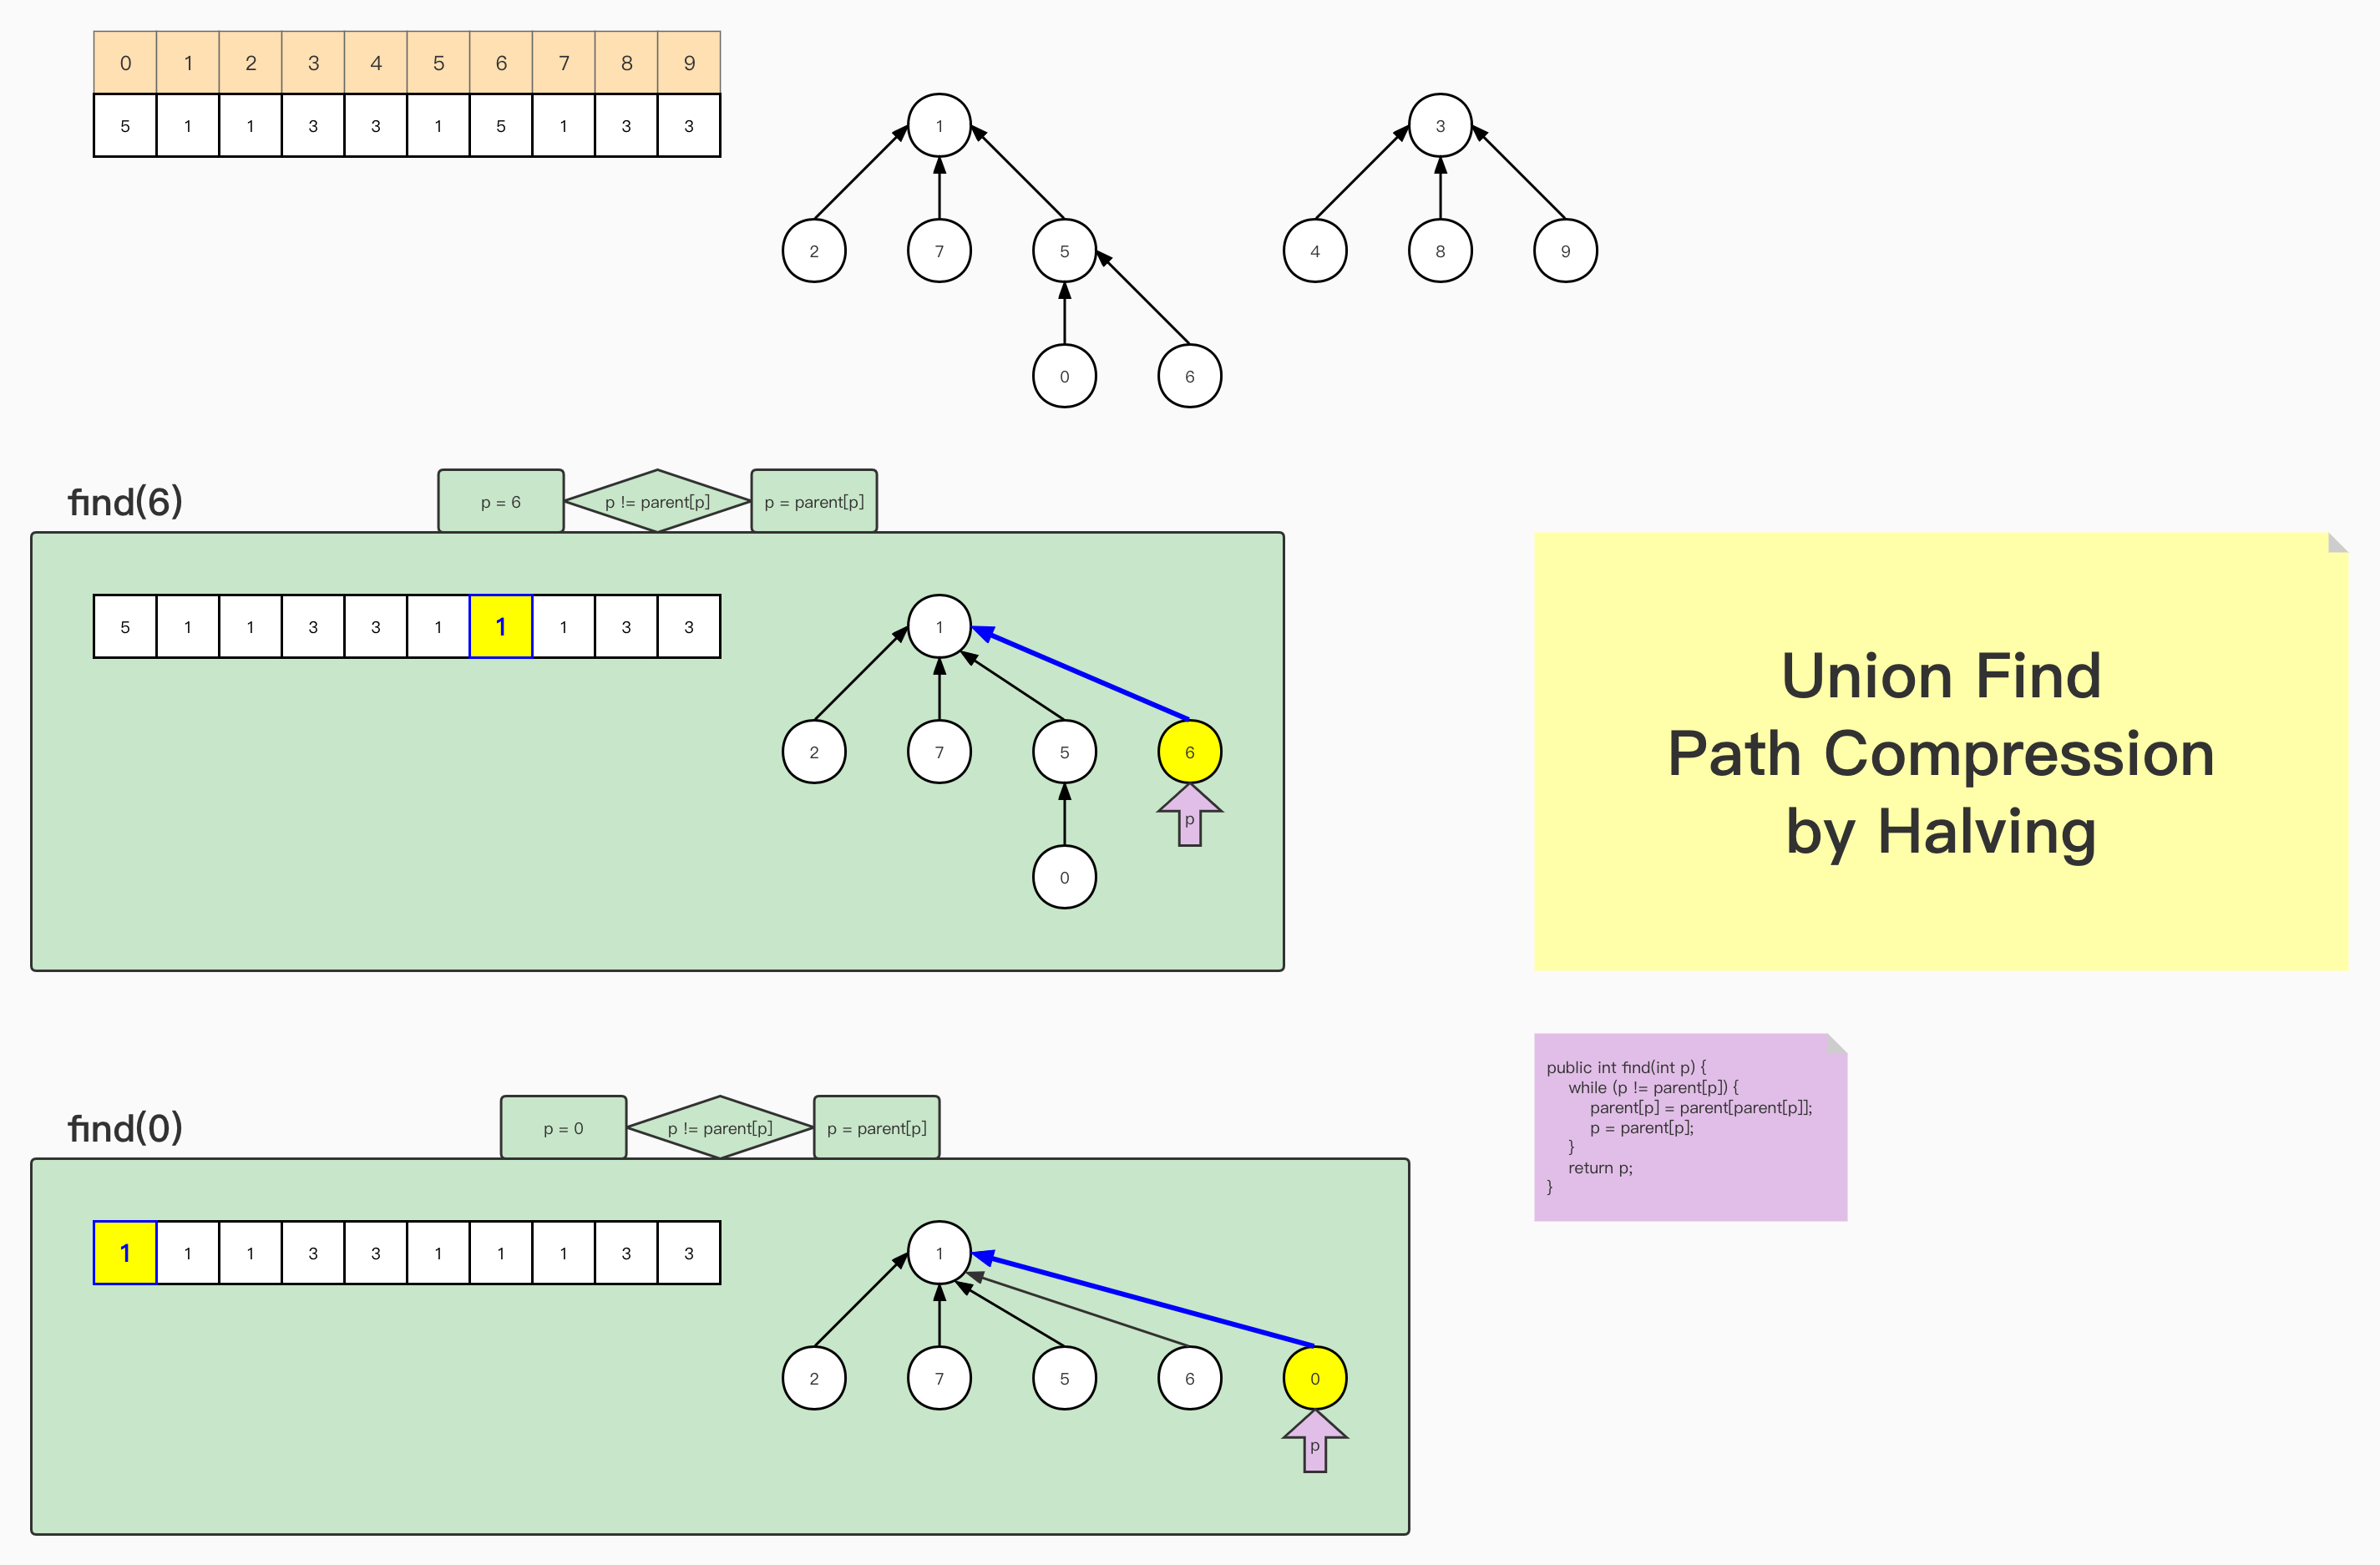 0 1 2 3 4 5 6 7 8 9
5 1 1 3 3 1 5 1 3 3
1
3
2 7 5
4 8 9
0 6
find(6)
p = 6
p != parent[p]
p = parent[p]
5 1 1 3 3 1 1 1 3 3
1
2 7 5 6
p
0
Union Find
Path Compression
by Halving
find(0)
p = 0
p != parent[p]
p = parent[p]
1 1 1 3 3 1 1 1 3 3
1
2 7 5 6 0
p
public int find(int p) {
while (p != parent[p]) {
parent[p] = parent[parent[p]];
p = parent[p];
}
return p;
}